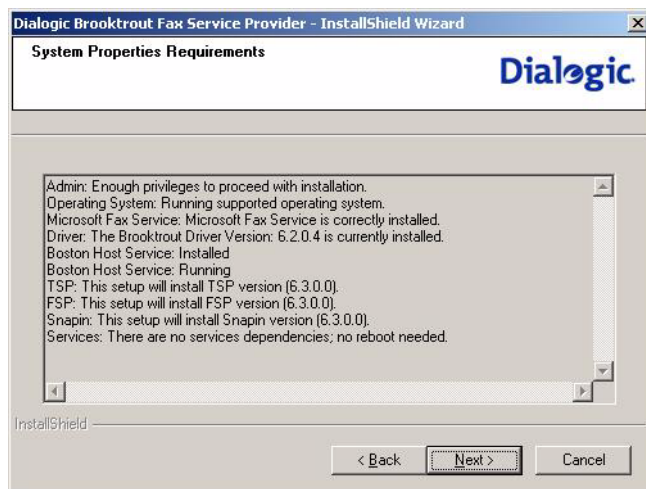 Dialogic Brooktrout Fax Service Provider - InstallShield Wizard
System Properties Requirements
Dialogic.
Admin: Enough privileges to proceed with installation.
Operating System: Running supported operating system.
Microsoft Fax Service: Microsoft Fax Service is correctly installed.
Driver: The Brooktrout Driver Version: 6.2.0.4 is currently installed.
Boston Host Service: Installed
Boston Host Service: Running
TSP: This setup will install TSP version (6.3.0.0).
FSP: This setup will install FSP version (6.3.0.0).
Snapin: This setup will install Snapin version (6.3.0.0).
Services: There are no services dependencies; no reboot needed.
InstallShield
< Back
Next >
Cancel